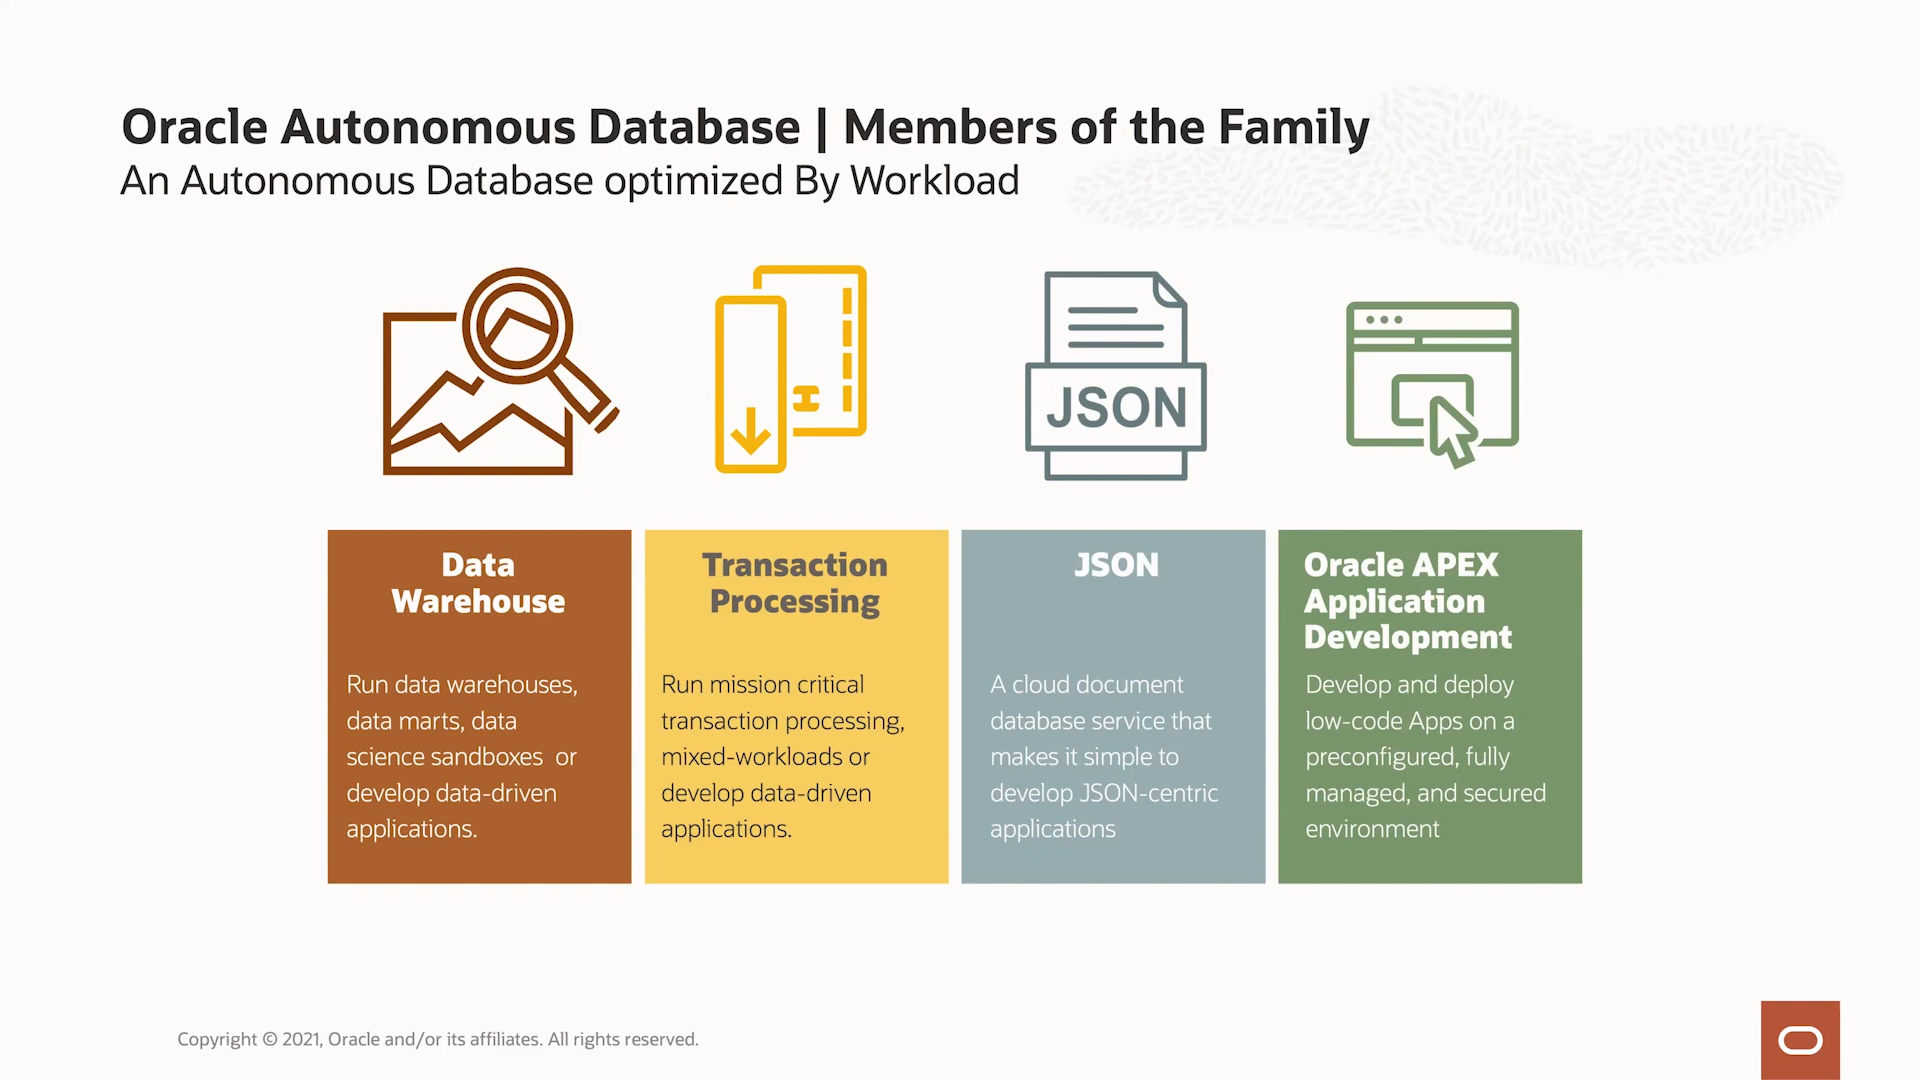 Oracle Autonomous Database | Members of the Family
An Autonomous Database optimized By Workload
JSON
Data
Warehouse
Run data warehouses,
data marts, data
science sandboxes  or
develop data-driven
applications.
Transaction
Processing
Run mission critical
transaction processing,
mixed-workloads or
develop data-driven
applications.
JSON
A cloud document
database service that
makes it simple to
develop JSON-centric
applications
Oracle APEX
Application
Development
Develop and deploy
low-code Apps on a
preconfigured, fully
managed, and secured
environment
Copyright © 2021, Oracle and/or its affiliates. All rights reserved.